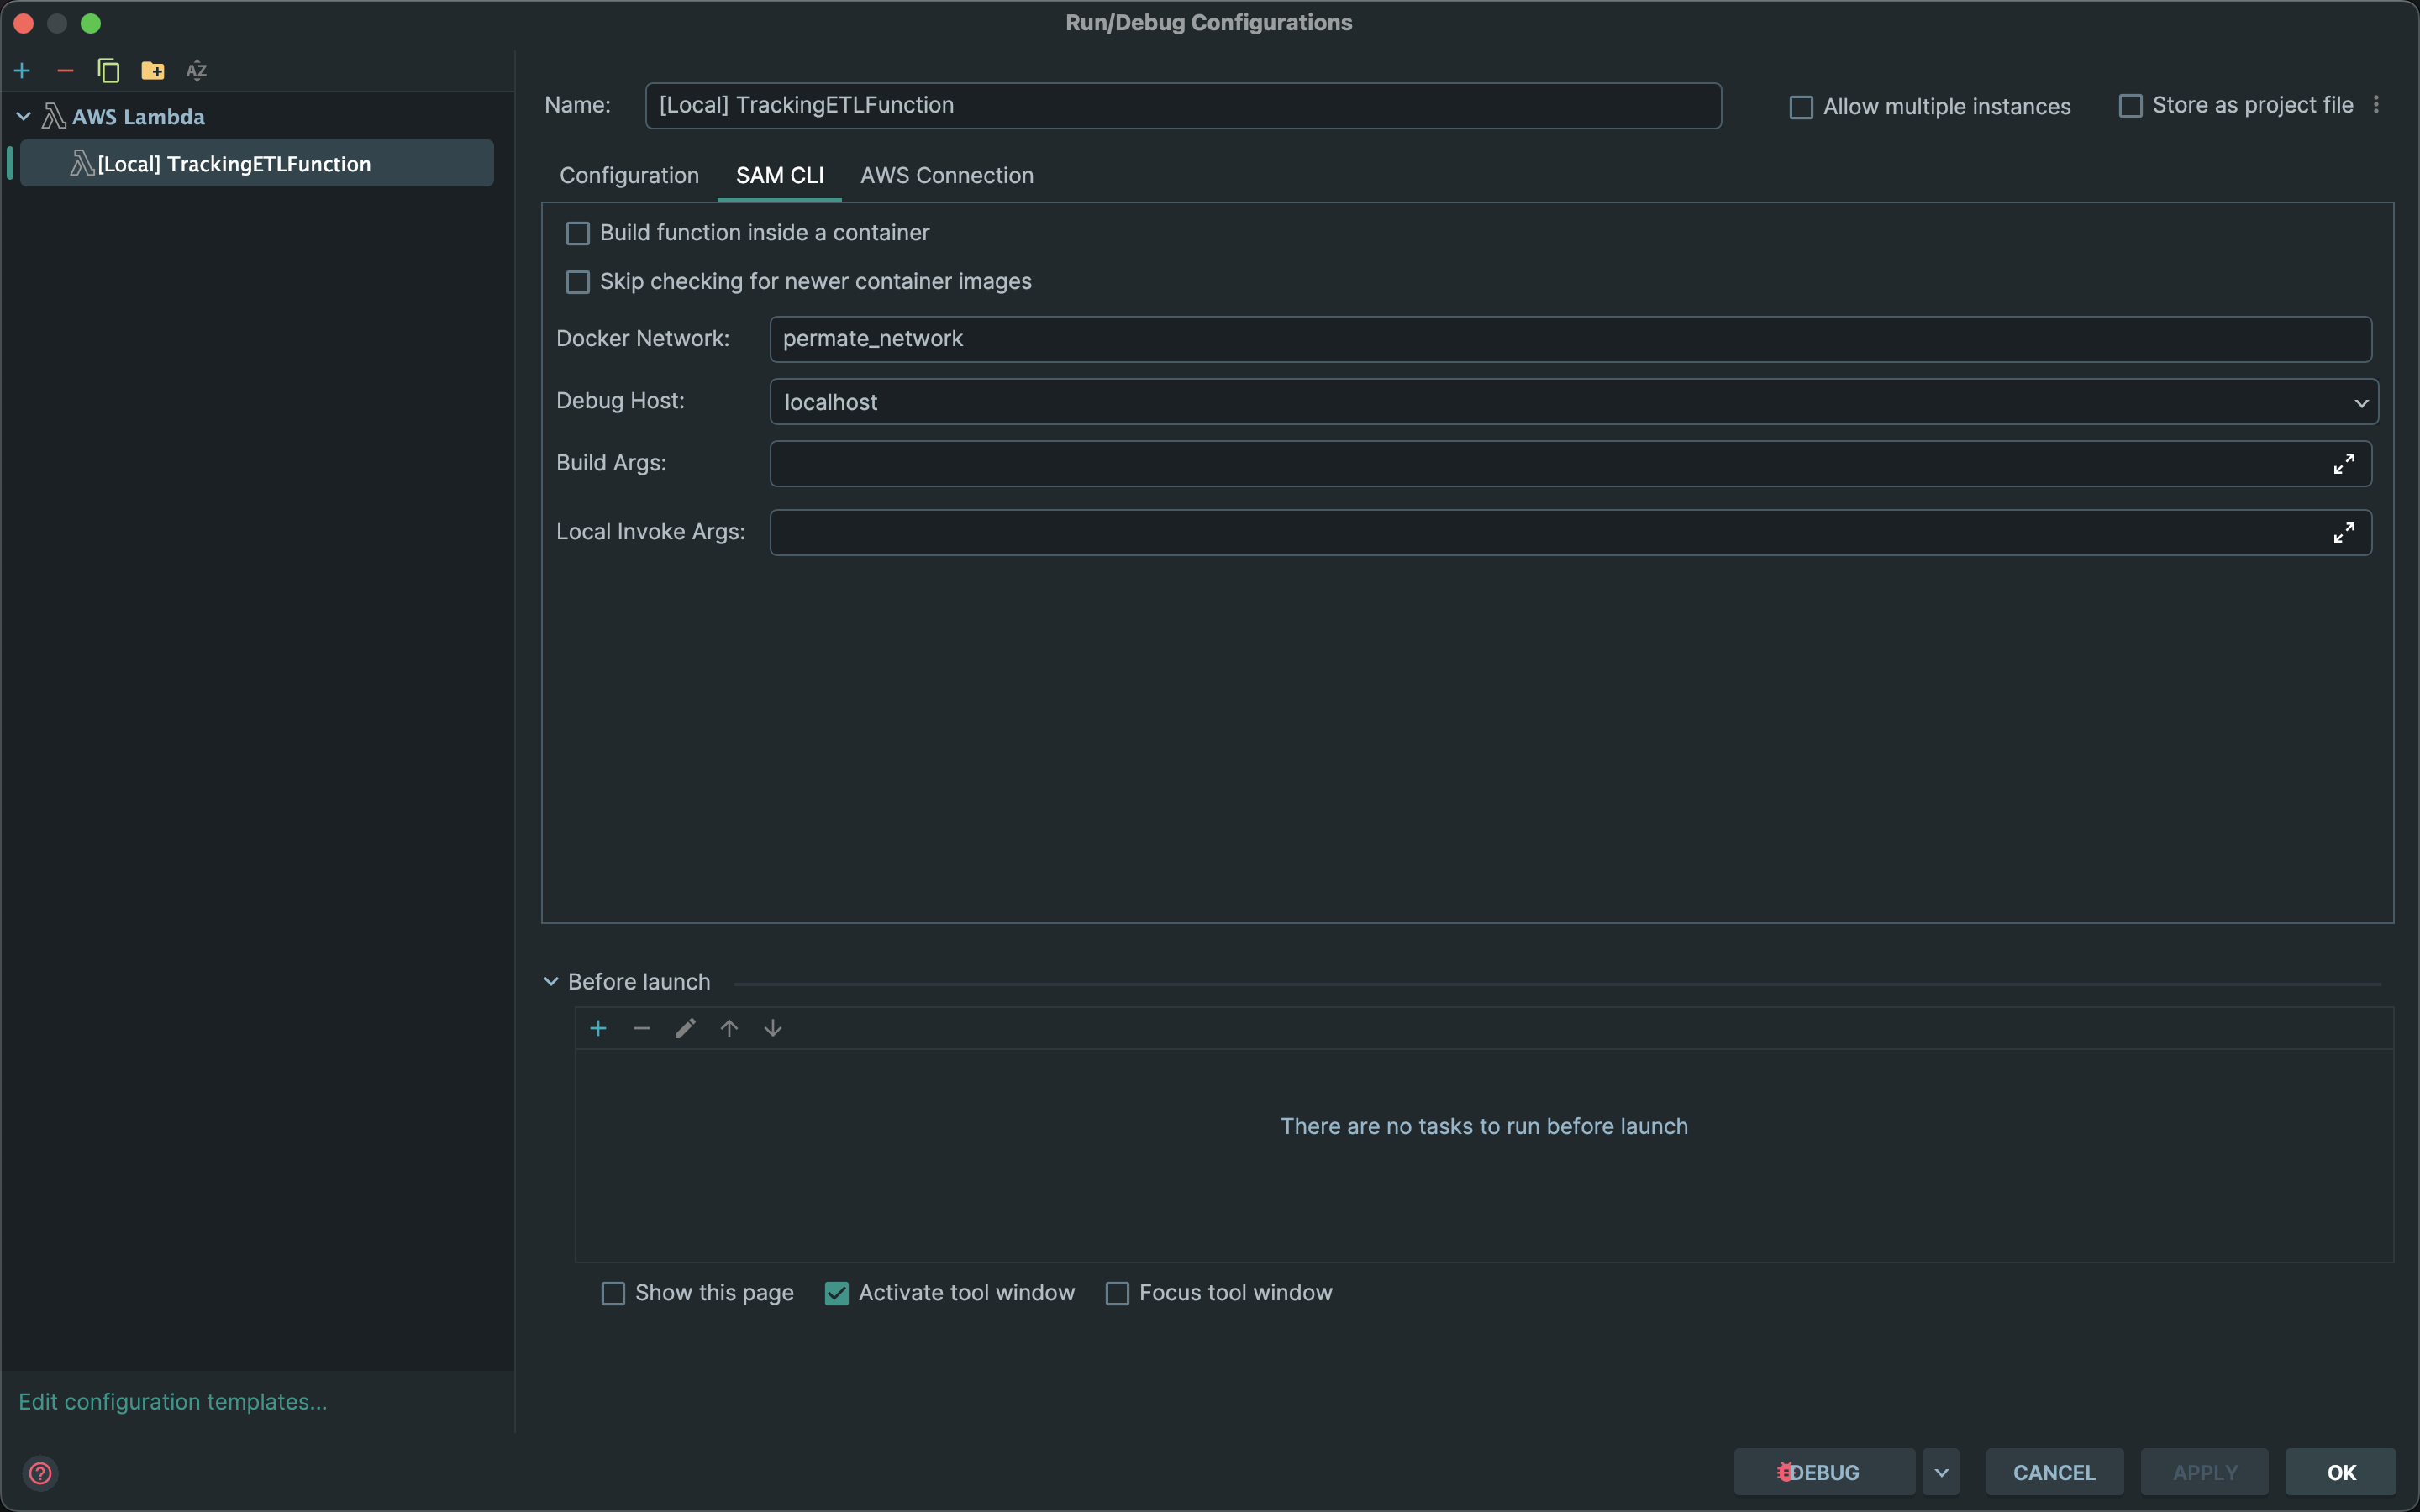 Run/Debug Configurations
AZ
AWS Lambda
[Local] TrackingETLFunction
Name: [Local] TrackingETLFunction
Allow multiple instances
Store as project file
Configuration SAM CLI AWS Connection
Build function inside a container
Skip checking for newer container images
Docker Network: permate_network
Debug Host: localhost
Build Args:
Local Invoke Args:
Before launch
There are no tasks to run before launch
Show this page Activate tool window Focus tool window
Edit configuration templates...
? DEBUG CANCEL APPLY OK